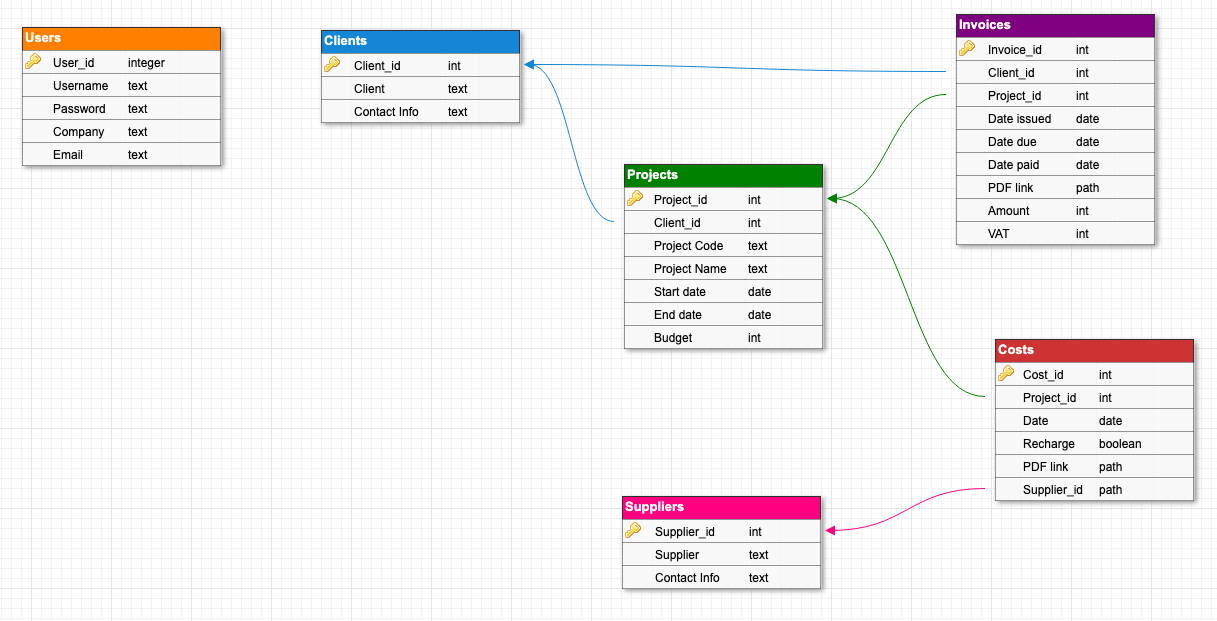 Users
User_id integer
Username text
Password text
Company text
Email text
Clients
Client_id int
Client text
Contact Info text
Invoices
Invoice_id int
Client_id int
Project_id int
Date issued date
Date due date
Date paid date
PDF link path
Amount int
VAT int
Projects
Project_id int
Client_id int
Project Code text
Project Name text
Start date date
End date date
Budget int
Costs
Cost_id int
Project_id int
Date date
Recharge boolean
PDF link path
Supplier_id path
Suppliers
Supplier_id int
Supplier text
Contact Info text